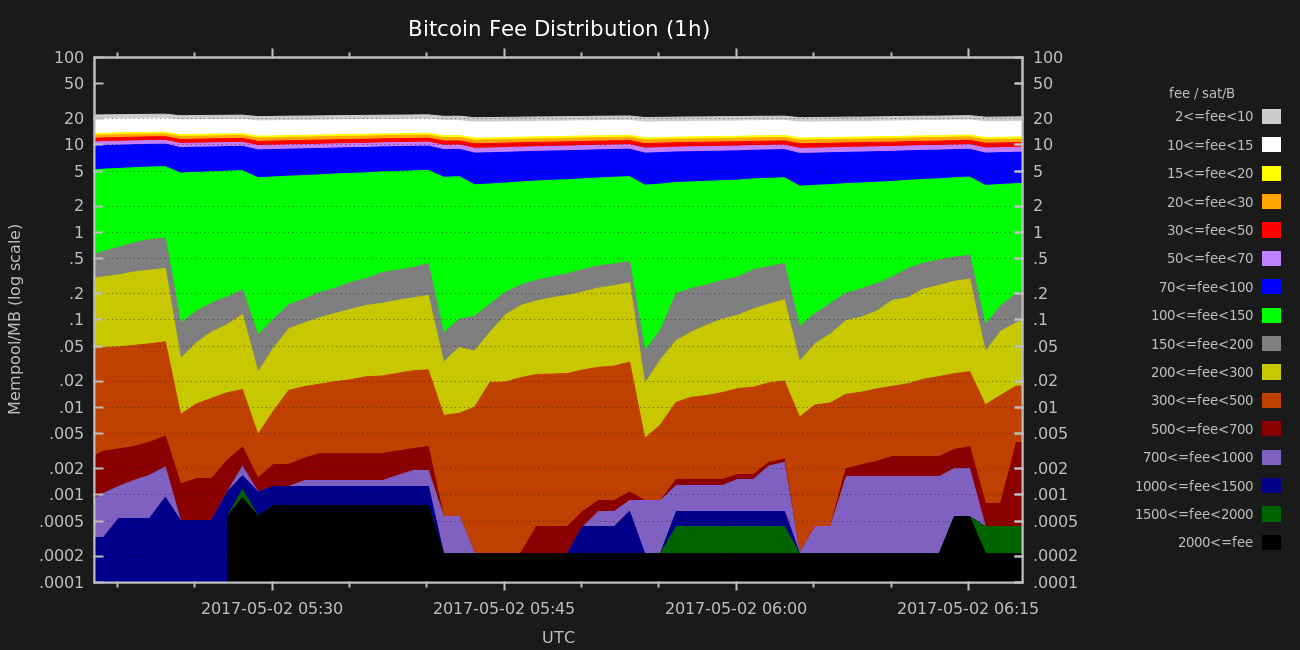 Bitcoin Fee Distribution (1h)
Mempool/MB (log scale)
100
50
20
10
5
2
1
.5
.2
.1
.05
.02
.01
.005
.002
.001
.0005
.0002
.0001
100
50
20
10
5
2
1
.5
.2
.1
.05
.02
.01
.005
.002
.001
.0005
.0002
.0001
2017-05-02 05:30 2017-05-02 05:45 2017-05-02 06:00 2017-05-02 06:15
UTC
fee / sat/B
2<=fee<10
10<=fee<15
15<=fee<20
20<=fee<30
30<=fee<50
50<=fee<70
70<=fee<100
100<=fee<150
150<=fee<200
200<=fee<300
300<=fee<500
500<=fee<700
700<=fee<1000
1000<=fee<1500
1500<=fee<2000
2000<=fee